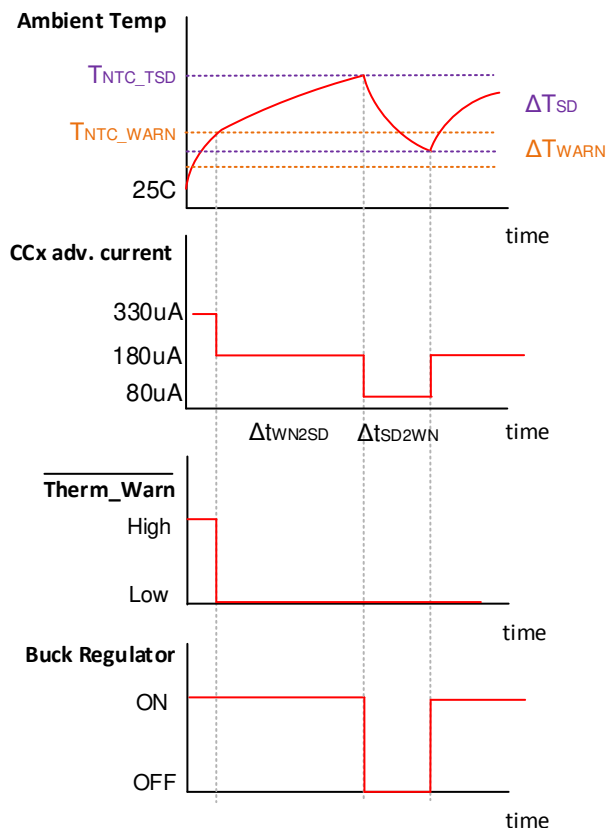 Ambient Temp
TNTC_TSD
ΔTSD
TNTC_WARN
ΔTWARN
25C
time
CCx adv. current
330uA
180uA
80uA
ΔtWN2SD
ΔtSD2WN
time
Therm_Warn
High
Low
time
Buck Regulator
ON
OFF
time